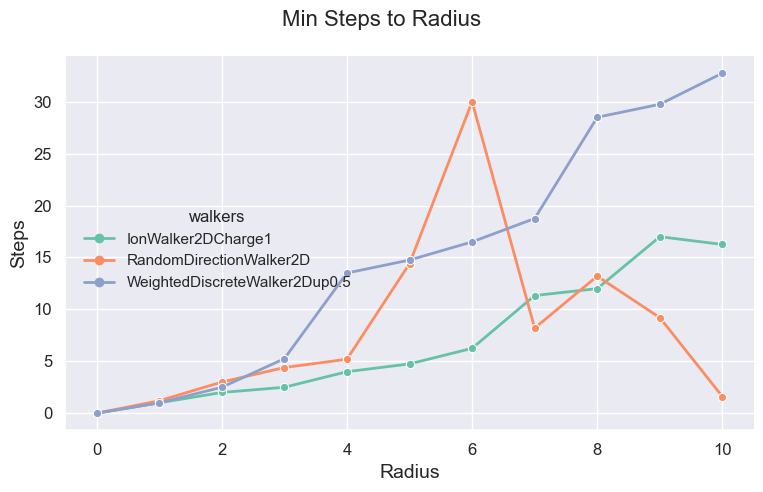 Min Steps to Radius
Steps
30
25
20
15
10
5
0
walkers
IonWalker2DCharge1
RandomDirectionWalker2D
WeightedDiscreteWalker2Dup0.5
0 2 4 6 8 10
Radius